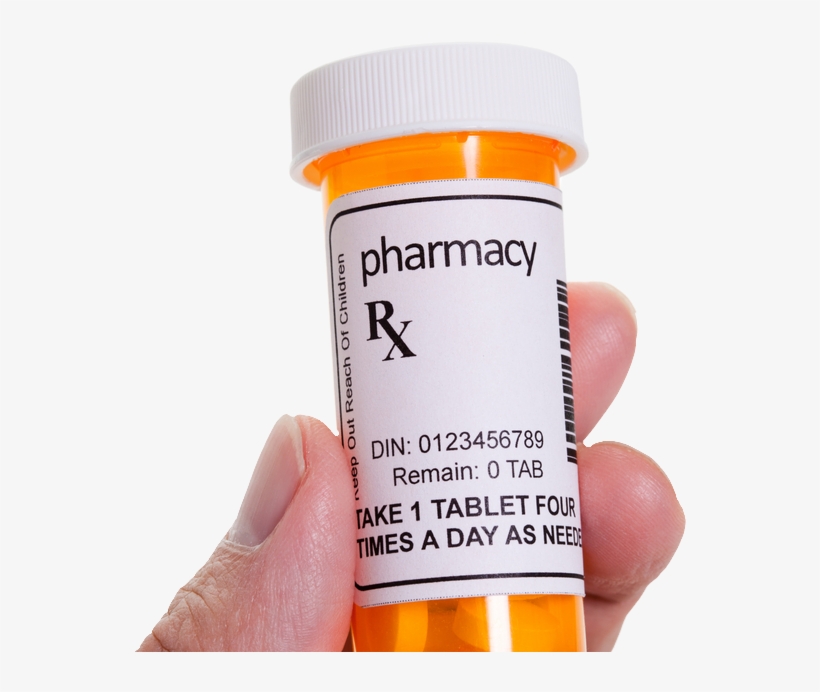 pharmacy
Rx
Keep Out Reach Of Children
DIN: 0123456789
Remain: 0 TAB
TAKE 1 TABLET FOUR
TIMES A DAY AS NEEDE